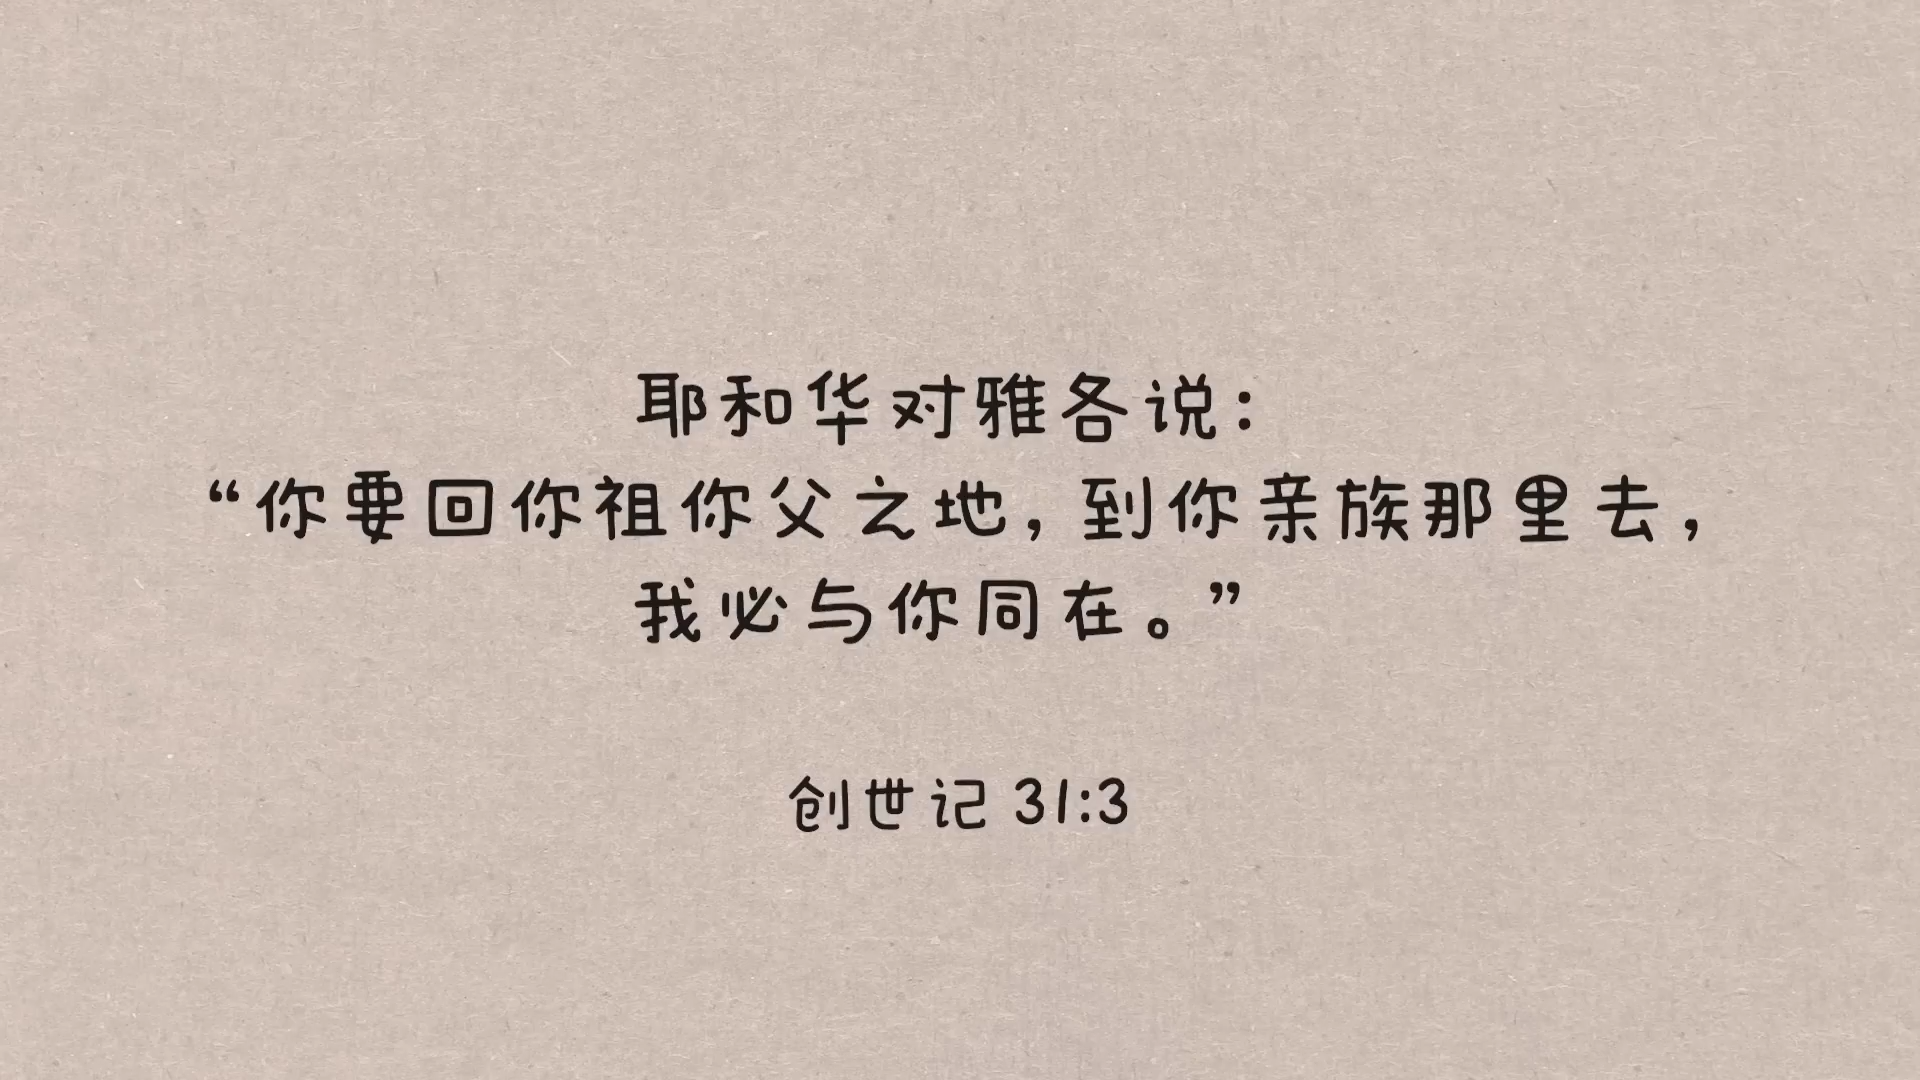 耶和华对雅各说：
“你要回你祖你父之地，到你亲族那里去，
我必与你同在。”
创世记 31:3